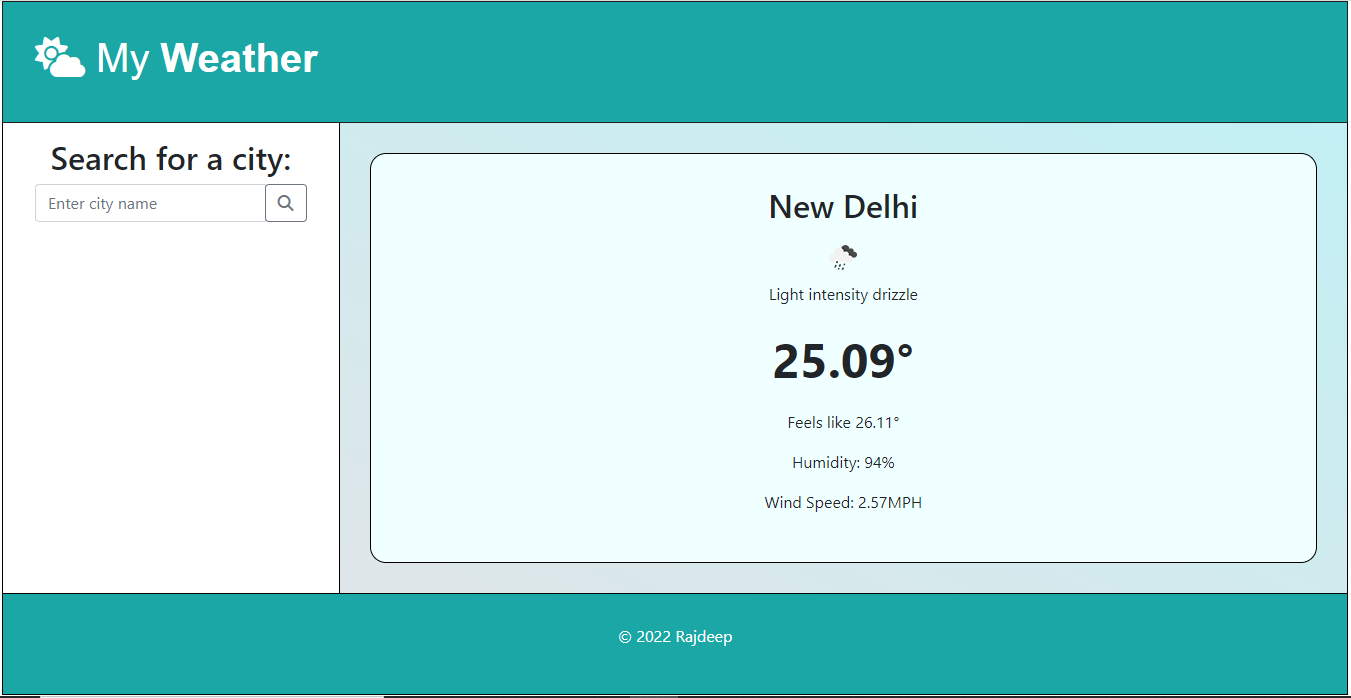 My Weather
Search for a city:
Enter city name
New Delhi
Light intensity drizzle
25.09°
Feels like 26.11°
Humidity: 94%
Wind Speed: 2.57MPH
© 2022 Rajdeep